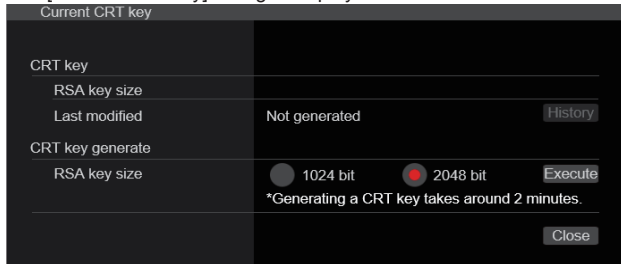 Current CRT key
CRT key
RSA key size
Last modified Not generated History
CRT key generate
RSA key size 1024 bit 2048 bit Execute
*Generating a CRT key takes around 2 minutes.
Close